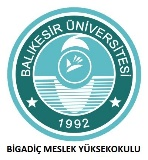 BALIKESİR ÜNİVERSİTESİ
1992
BİGADİÇ MESLEK YÜKSEKOKULU